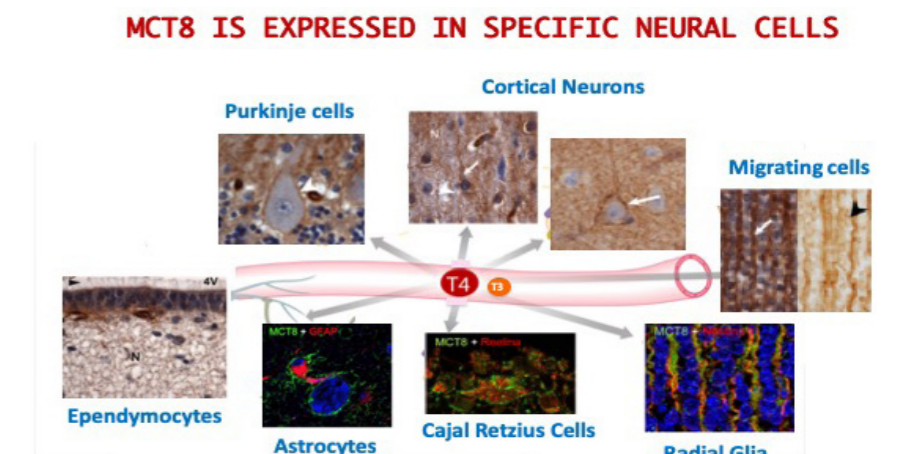 MCT8 IS EXPRESSED IN SPECIFIC NEURAL CELLS
Cortical Neurons
Purkinje cells
N
Migrating cells
T4
T3
4V
N
MCT8 + GFAP
MCT8 + Reelina
MCT8 +
Ependymocytes
Astrocytes
Cajal Retzius Cells
Radial Glia